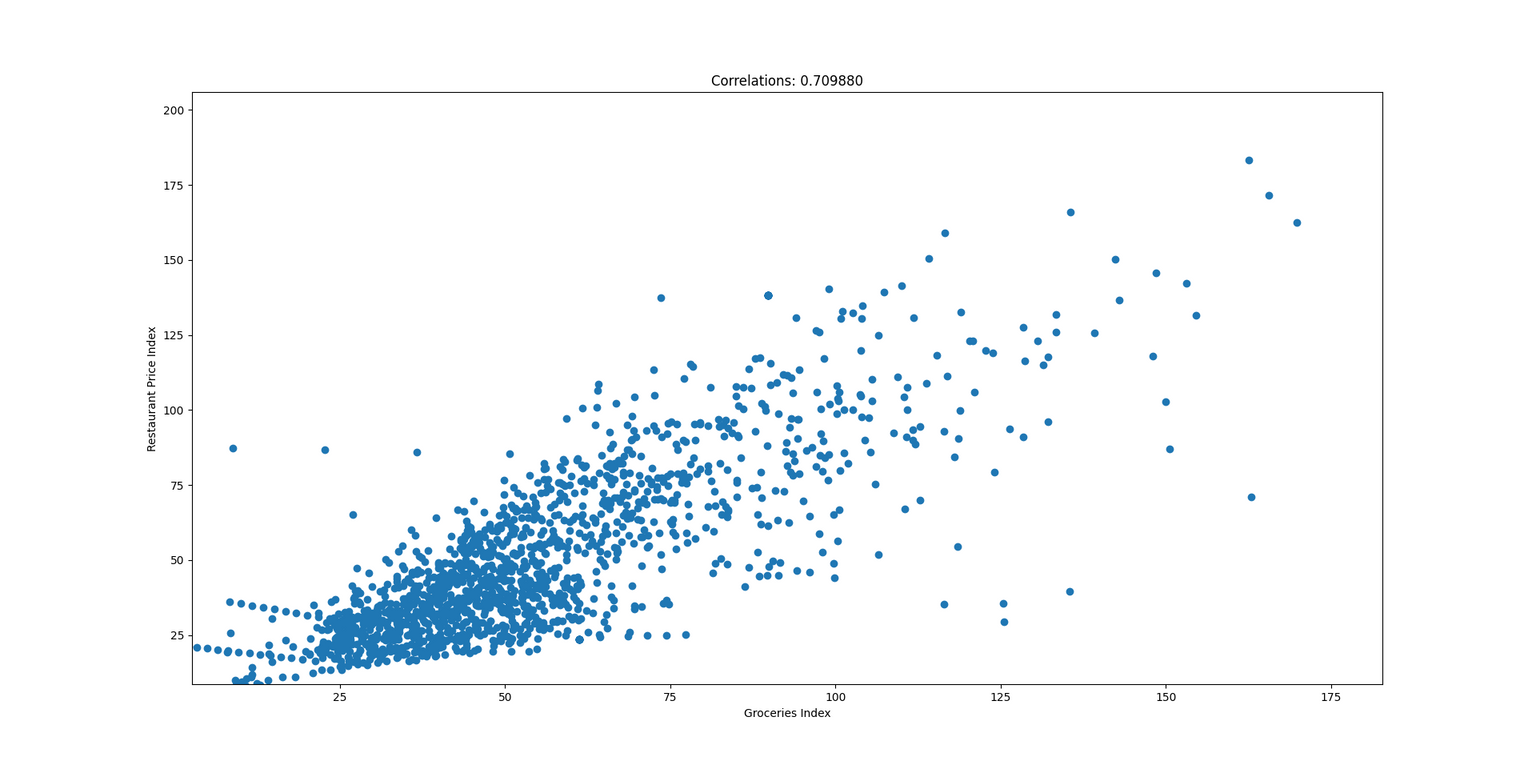 Correlations: 0.709880
200
175
150
125
100
75
50
25
Restaurant Price Index
25 50 75 100 125 150 175
Groceries Index